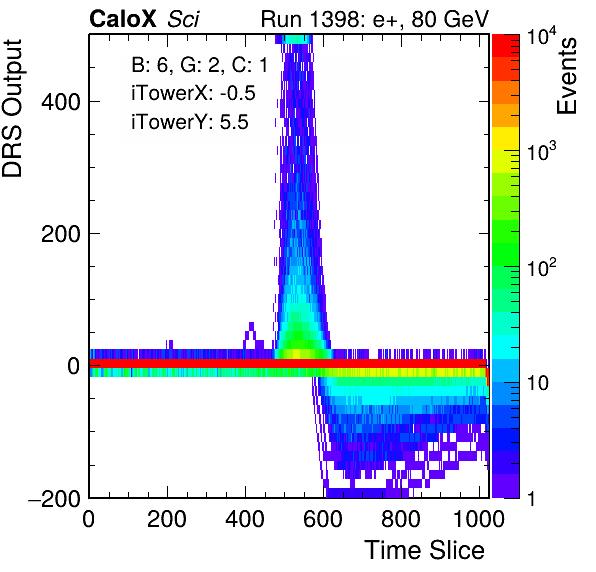 CaloX Sci Run 1398: e+, 80 GeV
B: 6, G: 2, C: 1
iTowerX: -0.5
iTowerY: 5.5
DRS Output
400
200
0
−200
0 200 400 600 800 1000
Time Slice
Events
10⁴
10³
10²
10
1